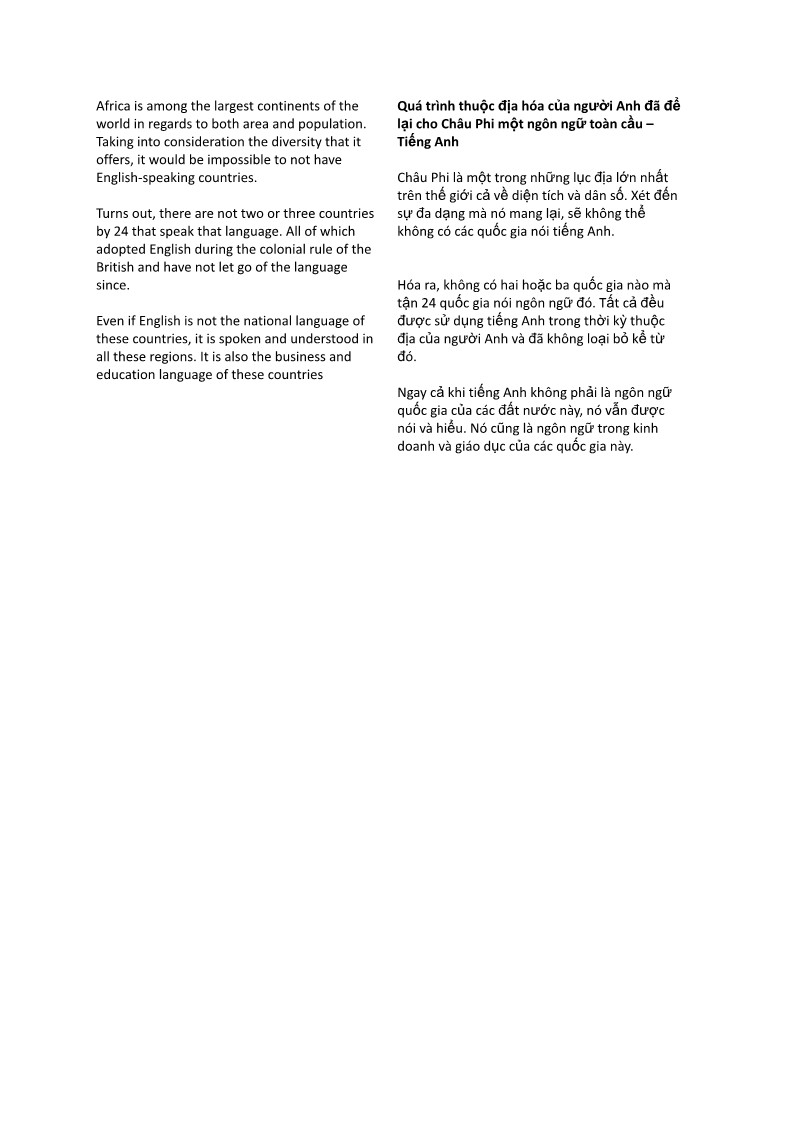 Africa is among the largest continents of the
world in regards to both area and population.
Taking into consideration the diversity that it
offers, it would be impossible to not have
English-speaking countries.
Turns out, there are not two or three countries
by 24 that speak that language. All of which
adopted English during the colonial rule of the
British and have not let go of the language
since.
Even if English is not the national language of
these countries, it is spoken and understood in
all these regions. It is also the business and
education language of these countries
Quá trình thuộc địa hóa của người Anh đã để
lại cho Châu Phi một ngôn ngữ toàn cầu –
Tiếng Anh
Châu Phi là một trong những lục địa lớn nhất
trên thế giới cả về diện tích và dân số. Xét đến
sự đa dạng mà nó mang lại, sẽ không thể
không có các quốc gia nói tiếng Anh.
Hóa ra, không có hai hoặc ba quốc gia nào mà
tận 24 quốc gia nói ngôn ngữ đó. Tất cả đều
được sử dụng tiếng Anh trong thời kỳ thuộc
địa của người Anh và đã không loại bỏ kể từ
đó.
Ngay cả khi tiếng Anh không phải là ngôn ngữ
quốc gia của các đất nước này, nó vẫn được
nói và hiểu. Nó cũng là ngôn ngữ trong kinh
doanh và giáo dục của các quốc gia này.